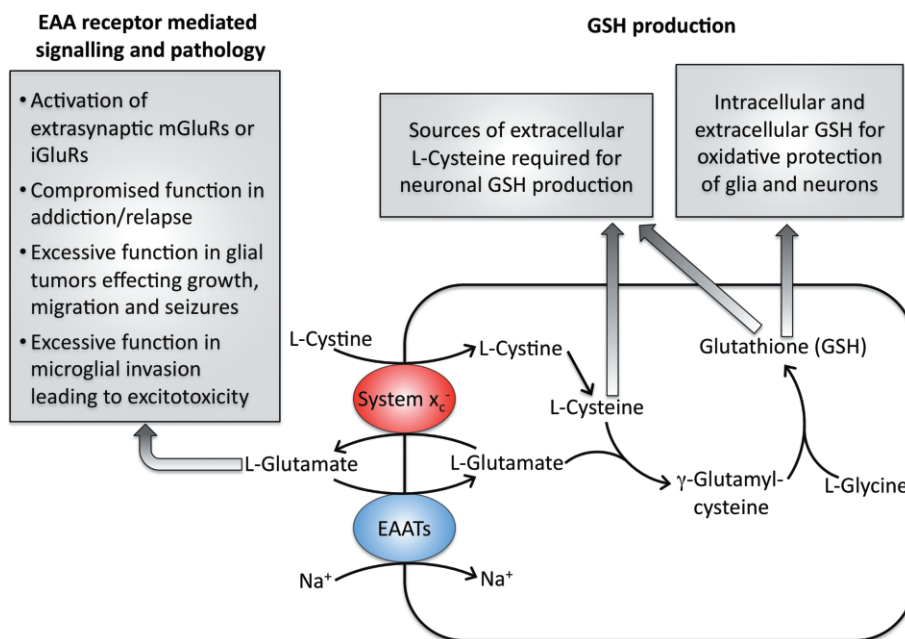 EAA receptor mediated
signalling and pathology
• Activation of
extrasynaptic mGluRs or
iGluRs
• Compromised function in
addiction/relapse
• Excessive function in glial
tumors effecting growth,
migration and seizures
• Excessive function in
microglial invasion
leading to excitotoxicity
GSH production
Sources of extracellular
L-Cysteine required for
neuronal GSH production
Intracellular and
extracellular GSH for
oxidative protection
of glia and neurons
L-Cystine
L-Cystine
Glutathione (GSH)
System x꜀⁻
L-Cysteine
L-Glutamate
L-Glutamate
γ-Glutamyl-
cysteine
L-Glycine
EAATs
Na⁺
Na⁺